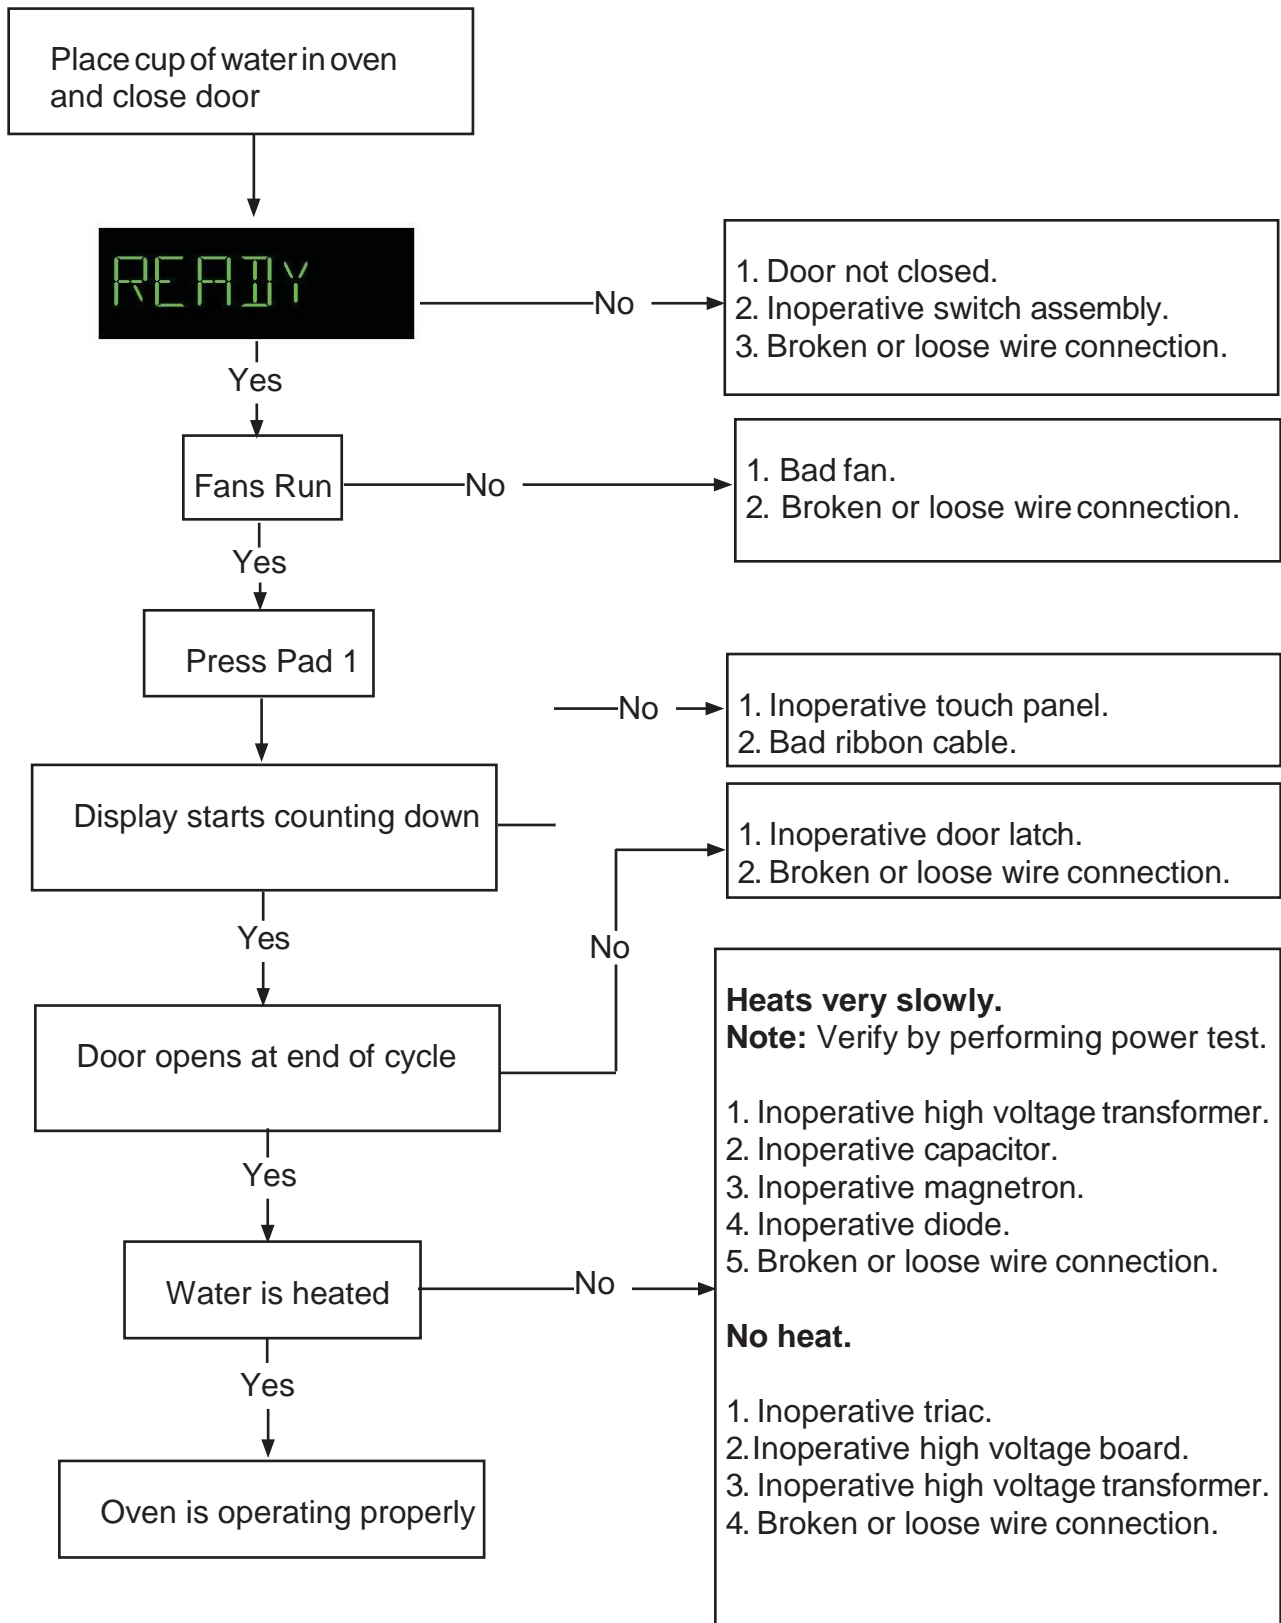 Place cup of water in oven
and close door
READY
No
1. Door not closed.
2. Inoperative switch assembly.
3. Broken or loose wire connection.
Yes
Fans Run
No
1. Bad fan.
2. Broken or loose wire connection.
Yes
Press Pad 1
No
1. Inoperative touch panel.
2. Bad ribbon cable.
Display starts counting down
1. Inoperative door latch.
2. Broken or loose wire connection.
Yes
No
Door opens at end of cycle
Yes
Water is heated
No
Heats very slowly.
Note: Verify by performing power test.
1. Inoperative high voltage transformer.
2. Inoperative capacitor.
3. Inoperative magnetron.
4. Inoperative diode.
5. Broken or loose wire connection.
No heat.
1. Inoperative triac.
2.Inoperative high voltage board.
3. Inoperative high voltage transformer.
4. Broken or loose wire connection.
Yes
Oven is operating properly